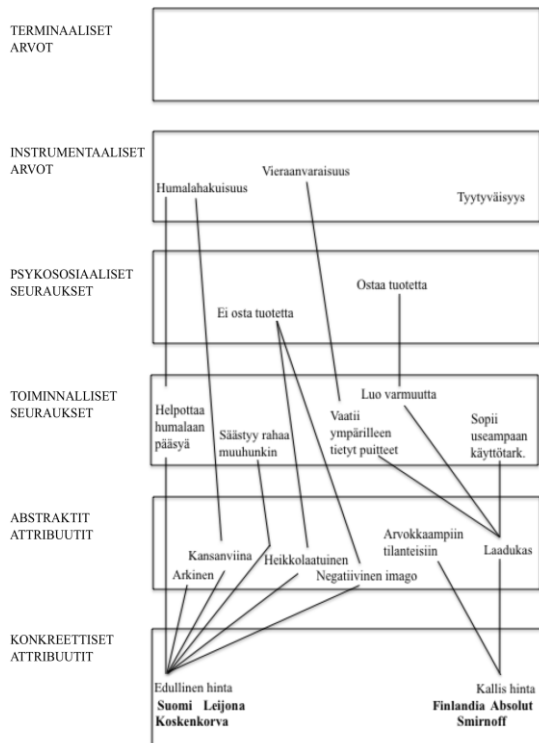 TERMINAALISET
ARVOT
INSTRUMENTAALISET
ARVOT
Vieraanvaraisuus
Humalahakuisuus
Tyytyväisyys
PSYKOSOSIAALISET
SEURAUKSET
Ostaa tuotetta
Ei osta tuotetta
TOIMINNALLISET
SEURAUKSET
Luo varmuutta
Helpottaa
humalaan
pääsyä
Säästyy rahaa
muuhunkin
Vaatii
ympärilleen
tietyt puitteet
Sopii
useampaan
käyttötark.
ABSTRAKTIT
ATTRIBUUTIT
Arvokkaampiin
tilanteisiin
Laadukas
Kansanviina
Heikkolaatuinen
Arkinen
Negatiivinen imago
KONKREETTISET
ATTRIBUUTIT
Edullinen hinta
Suomi Leijona
Koskenkorva
Kallis hinta
Finlandia Absolut
Smirnoff